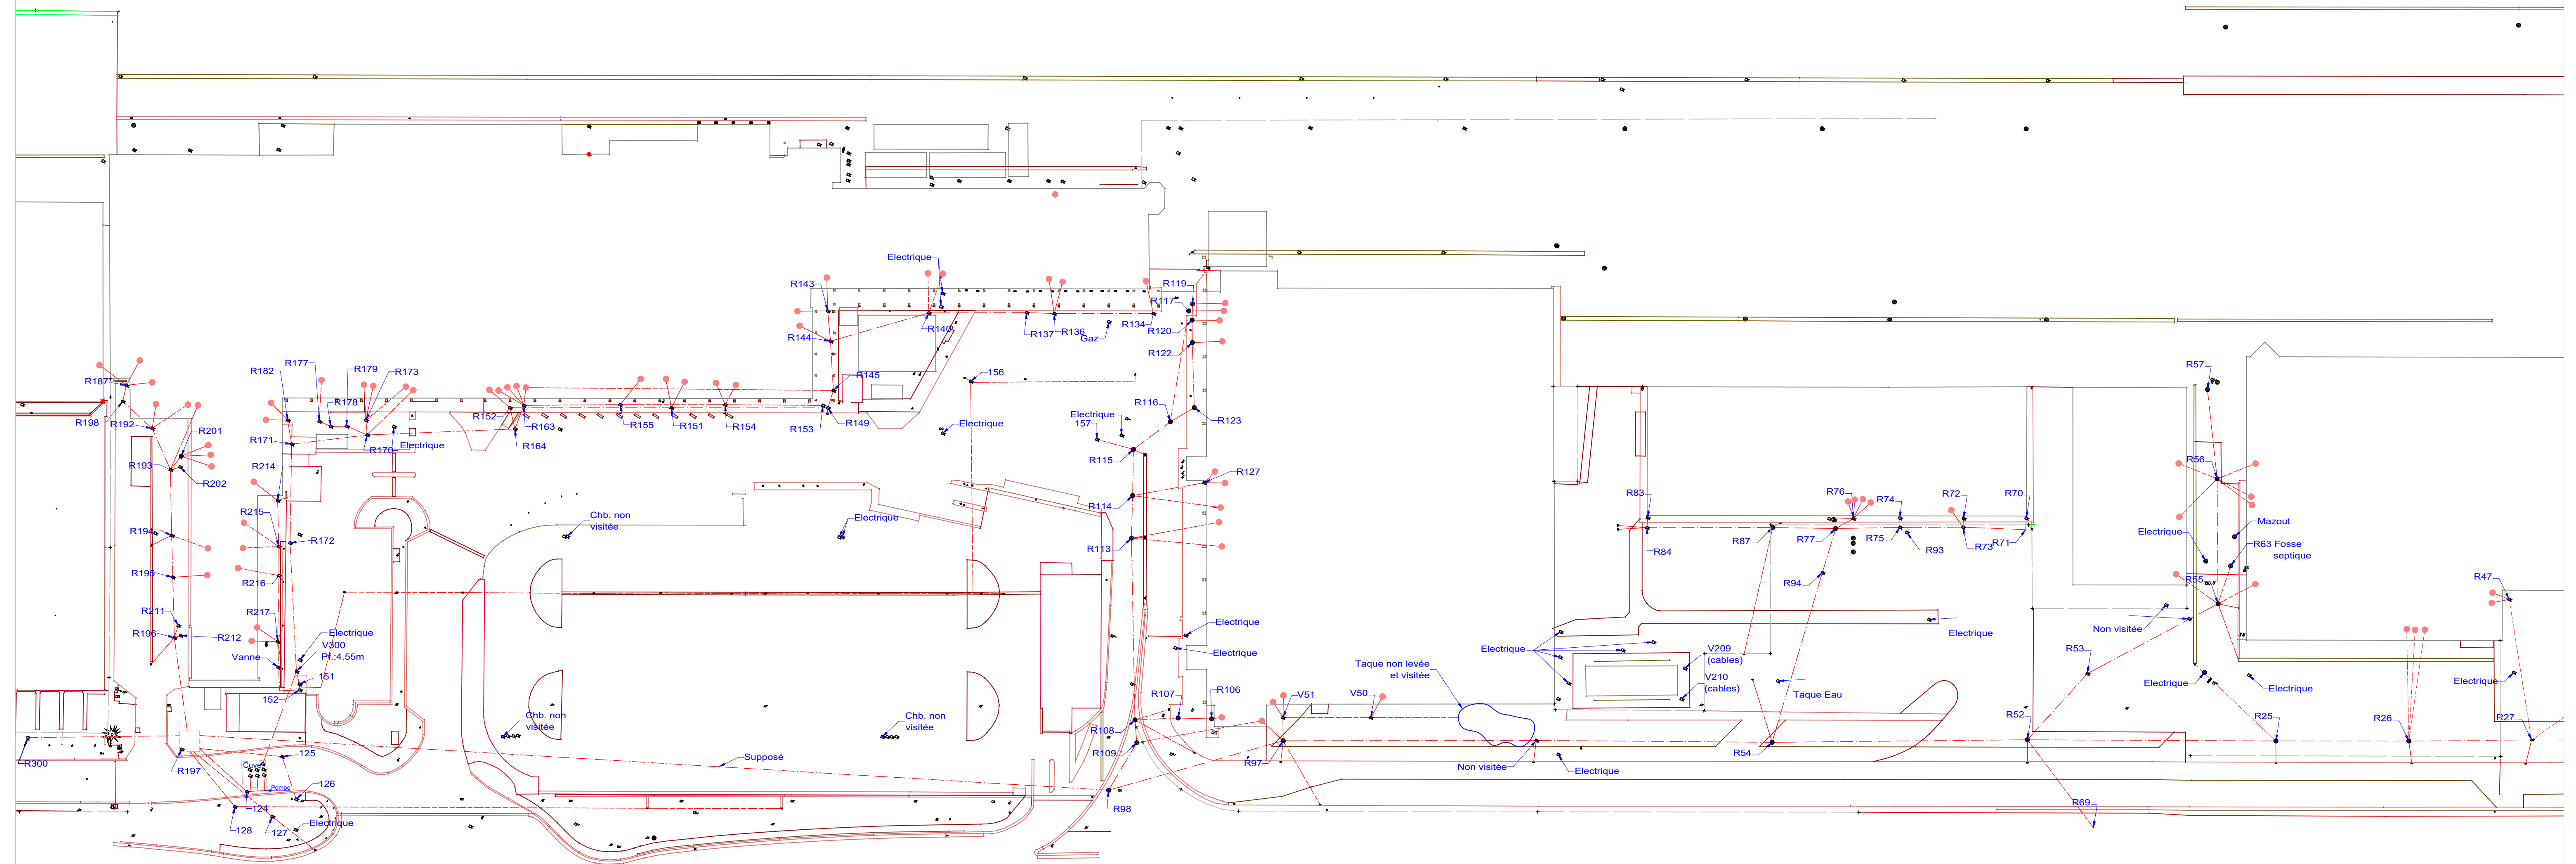 Electrique
R143
R119
R117
R140
R137
R136
R134
R120
Gaz
R144
R122
R57
R187
R182
R177
R179
R173
R178
R145
156
R198
R192
R152
R163
R155
R151
R154
R153
R149
R116
R123
Electrique
157
R201
R171
R170
Electrique
R164
Electrique
R115
R56
R193
R202
R214
R127
R114
R83
R76
R74
R72
R70
R194
R215
R172
Chb. non
visitée
Electrique
R113
R84
R87
R77
R75
R93
R73
R71
Mazout
Electrique
R63 Fosse
septique
R195
R216
R94
R55
R47
R211
R217
R196
R212
Electrique
V300
Pf.:4.55m
Vanne
151
152
Electrique
Electrique
Electrique
Electrique
Non visitée
Taque non levée
et visitée
V209
(cables)
V210
(cables)
Taque Eau
R53
Electrique
Electrique
Electrique
Chb. non
visitée
Chb. non
visitée
R107
R106
V51
V50
R108
R109
R52
R25
R26
R27
R300
R197
125
Supposé
R97
R54
Non visitée
Electrique
Cuve
Pompe
126
124
128
127
Electrique
R98
R69